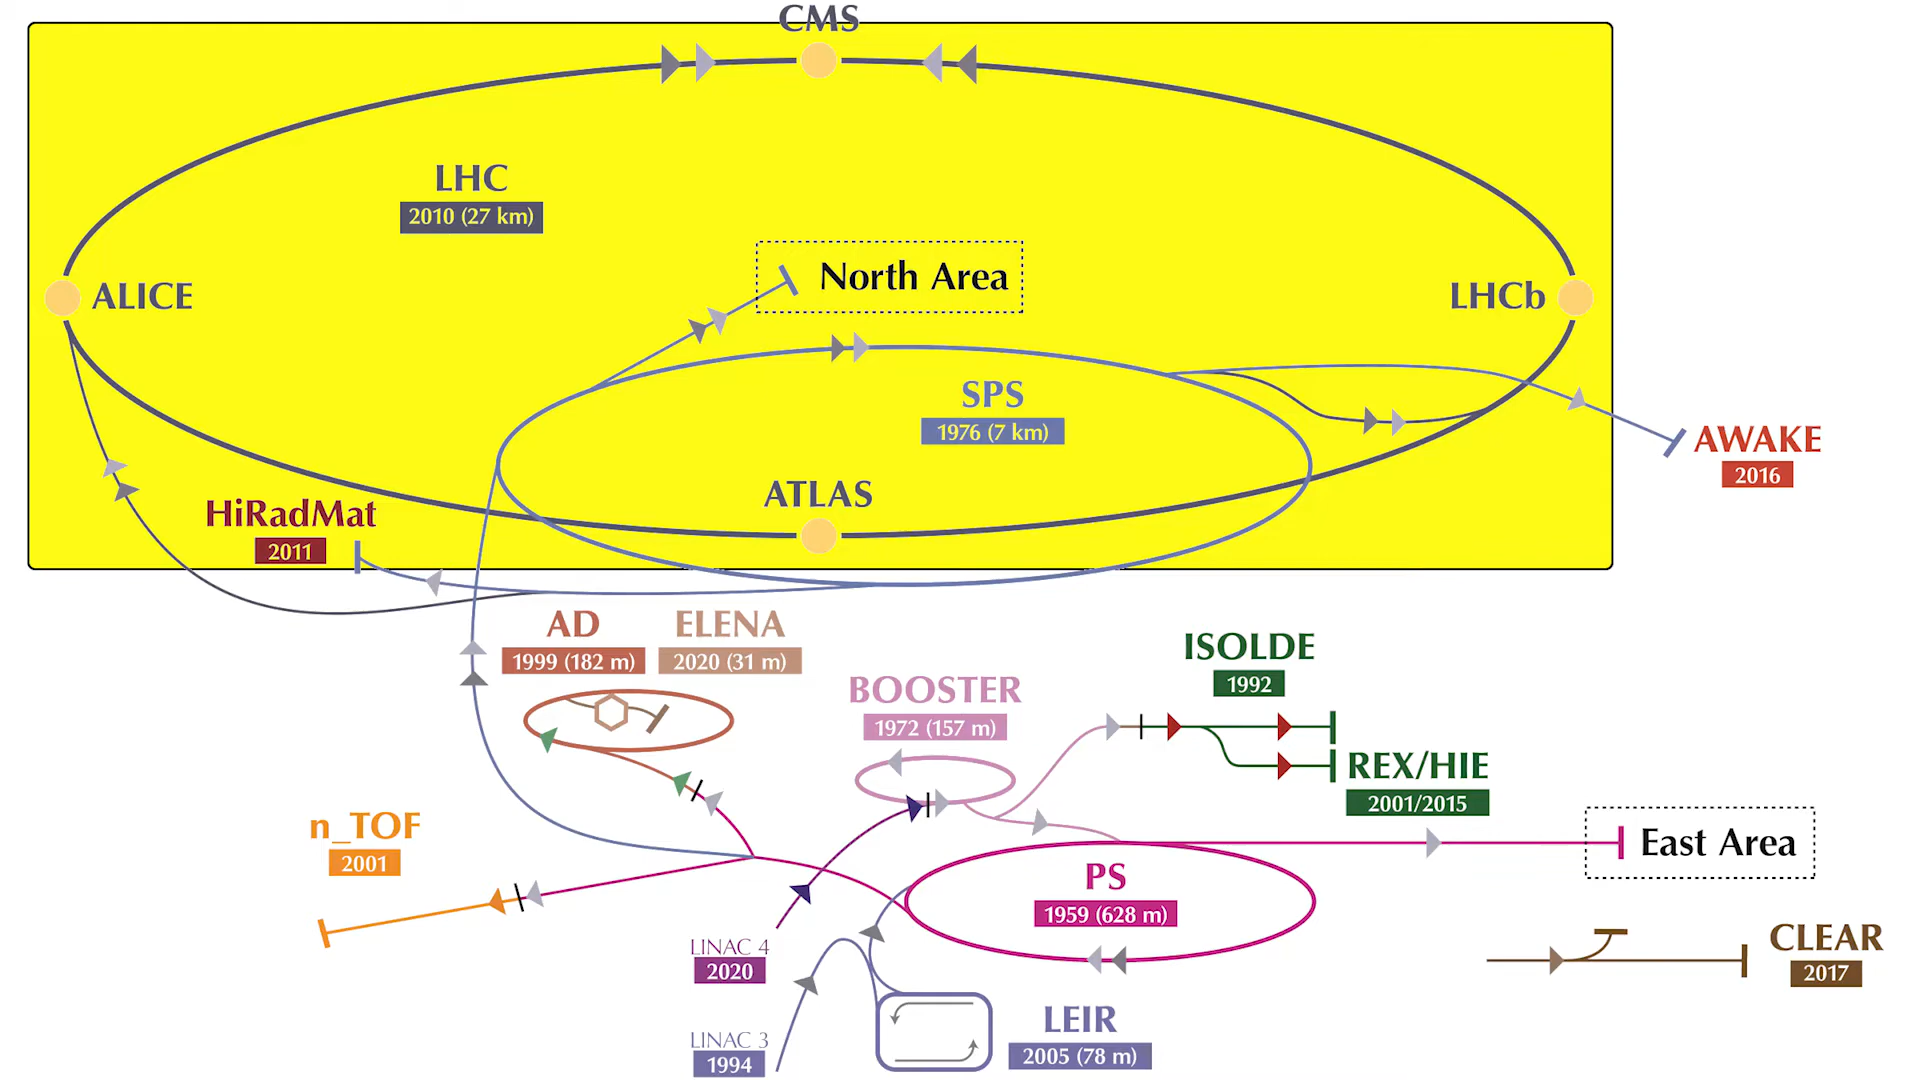 CMS
LHC
2010 (27 km)
North Area
ALICE
LHCb
SPS
1976 (7 km)
AWAKE
2016
ATLAS
HiRadMat
2011
AD
1999 (182 m)
ELENA
2020 (31 m)
ISOLDE
1992
BOOSTER
1972 (157 m)
REX/HIE
2001/2015
n_TOF
2001
East Area
PS
1959 (628 m)
LINAC 4
2020
CLEAR
2017
LEIR
2005 (78 m)
LINAC 3
1994